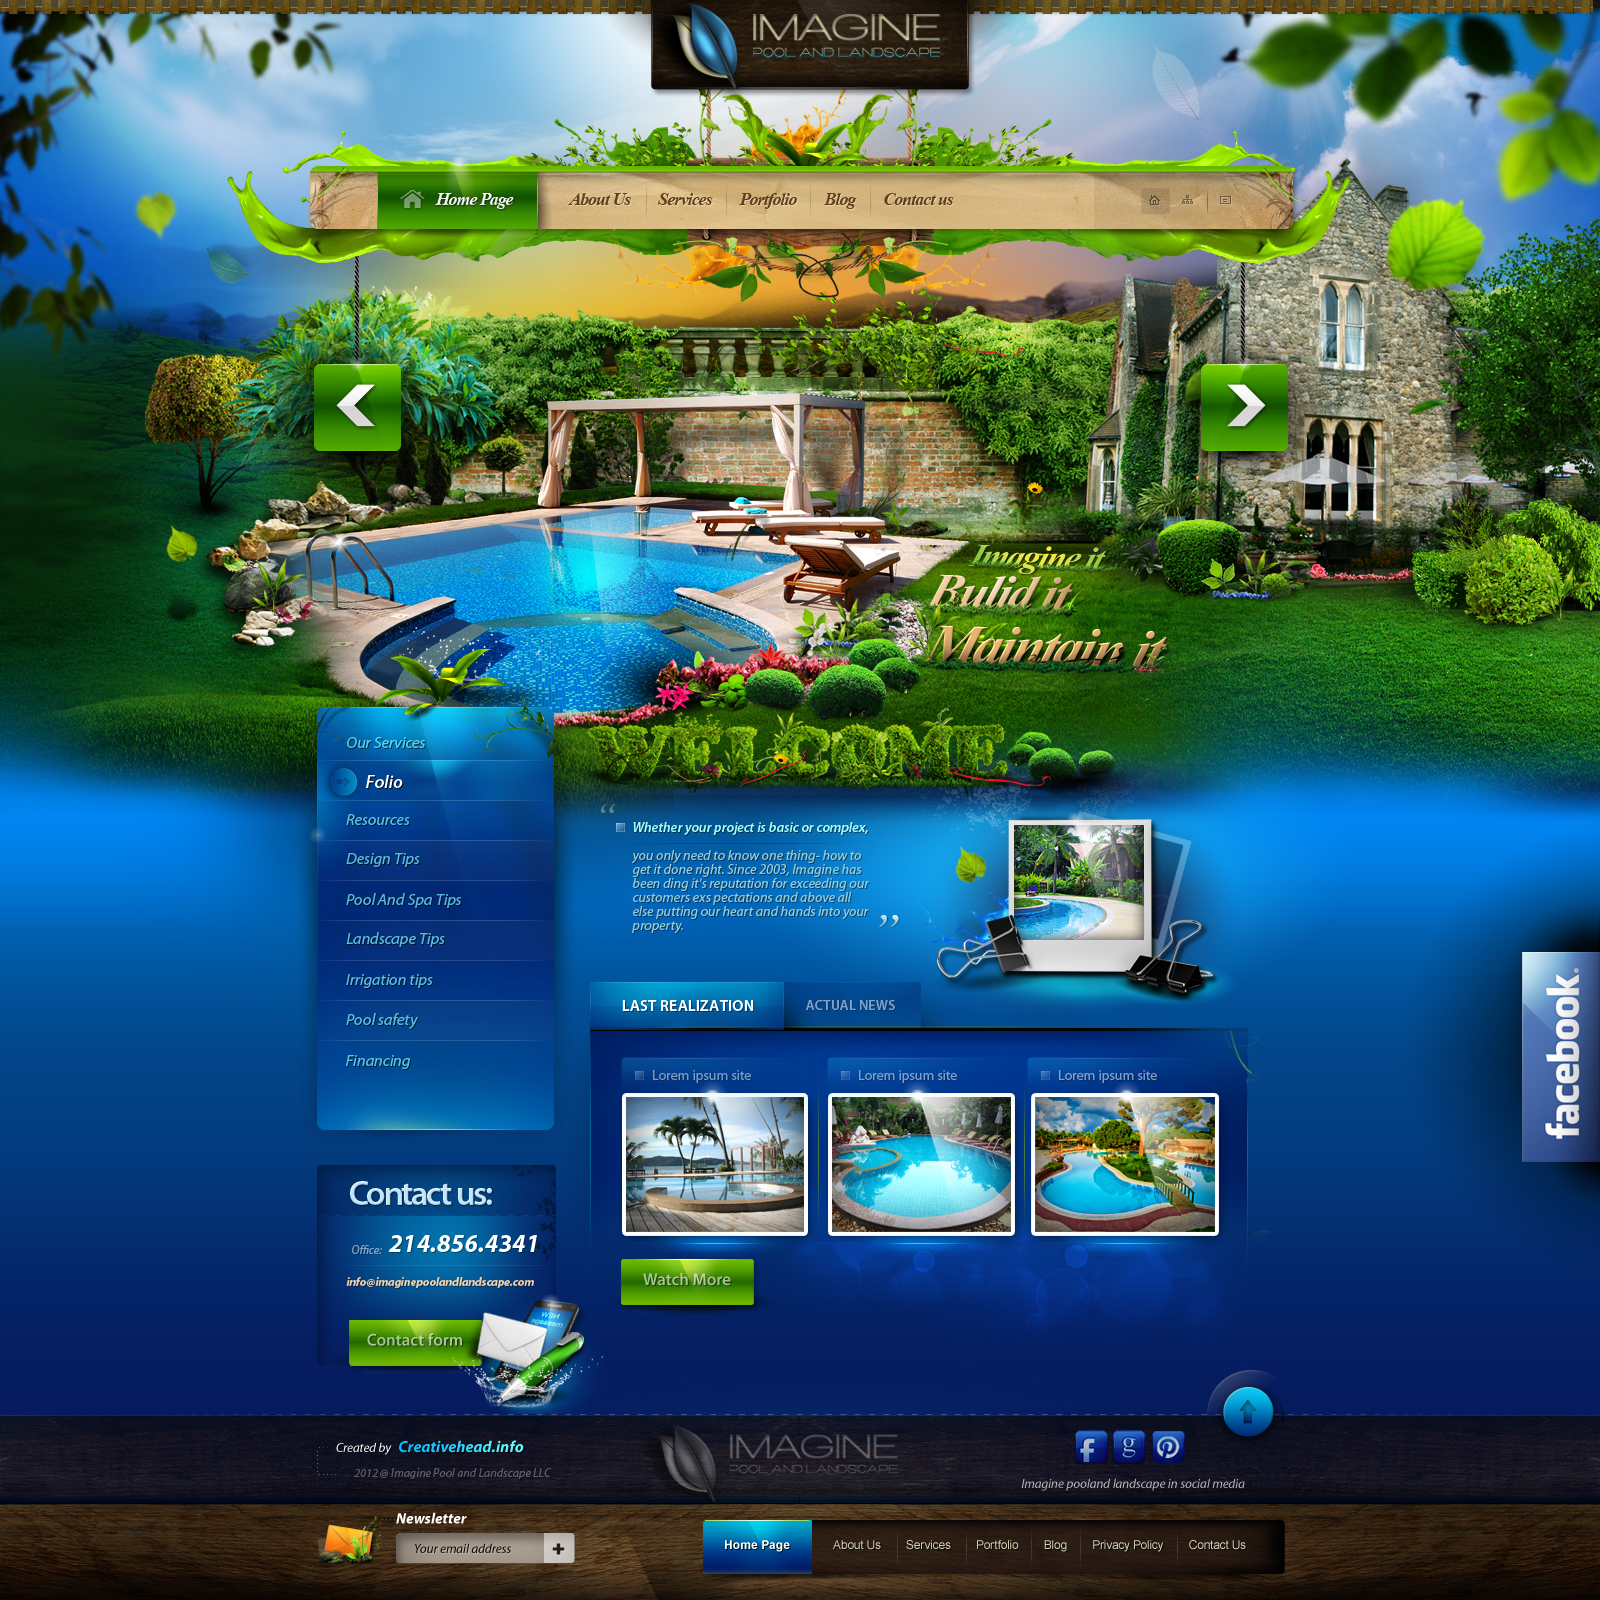 IMAGINE
POOL AND LANDSCAPE
Home Page
About Us
Services
Portfolio
Blog
Contact us
Imagine it
Bulid it
Maintain it
WELCOME
Our Services
Folio
Resources
Design Tips
Pool And Spa Tips
Landscape Tips
Irrigation tips
Pool safety
Financing
“
Whether your project is basic or complex,
you only need to know one thing- how to
get it done right. Since 2003, Imagine has
been ding it's reputation for exceeding our
customers exs pectations and above all
else putting our heart and hands into your
property.
”
facebook
LAST REALIZATION
ACTUAL NEWS
Lorem ipsum site
Lorem ipsum site
Lorem ipsum site
Watch More
Contact us:
Office: 214.856.4341
info@imaginepoolandlandscape.com
Contact form
Created by Creativehead.info
2012 @ Imagine Pool and Landscape LLC
IMAGINE
POOL AND LANDSCAPE
f
g
Imagine pooland landscape in social media
Newsletter
Your email address
+
Home Page
About Us
Services
Portfolio
Blog
Privacy Policy
Contact Us